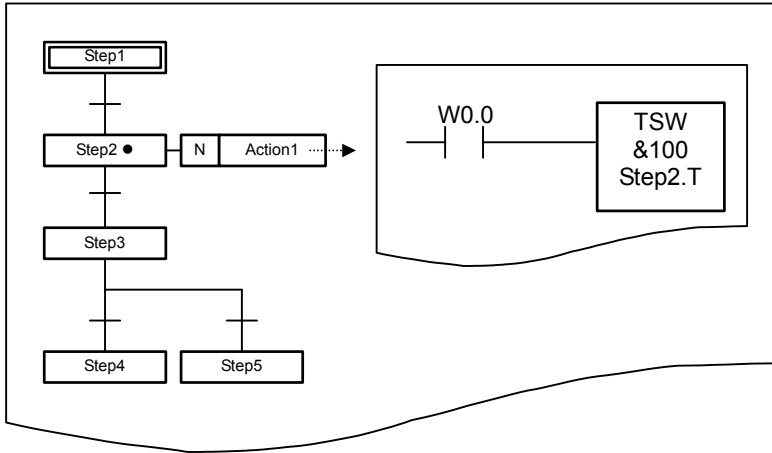 Step1
Step2
N
Action1
Step3
Step4
Step5
W0.0
TSW
&100
Step2.T